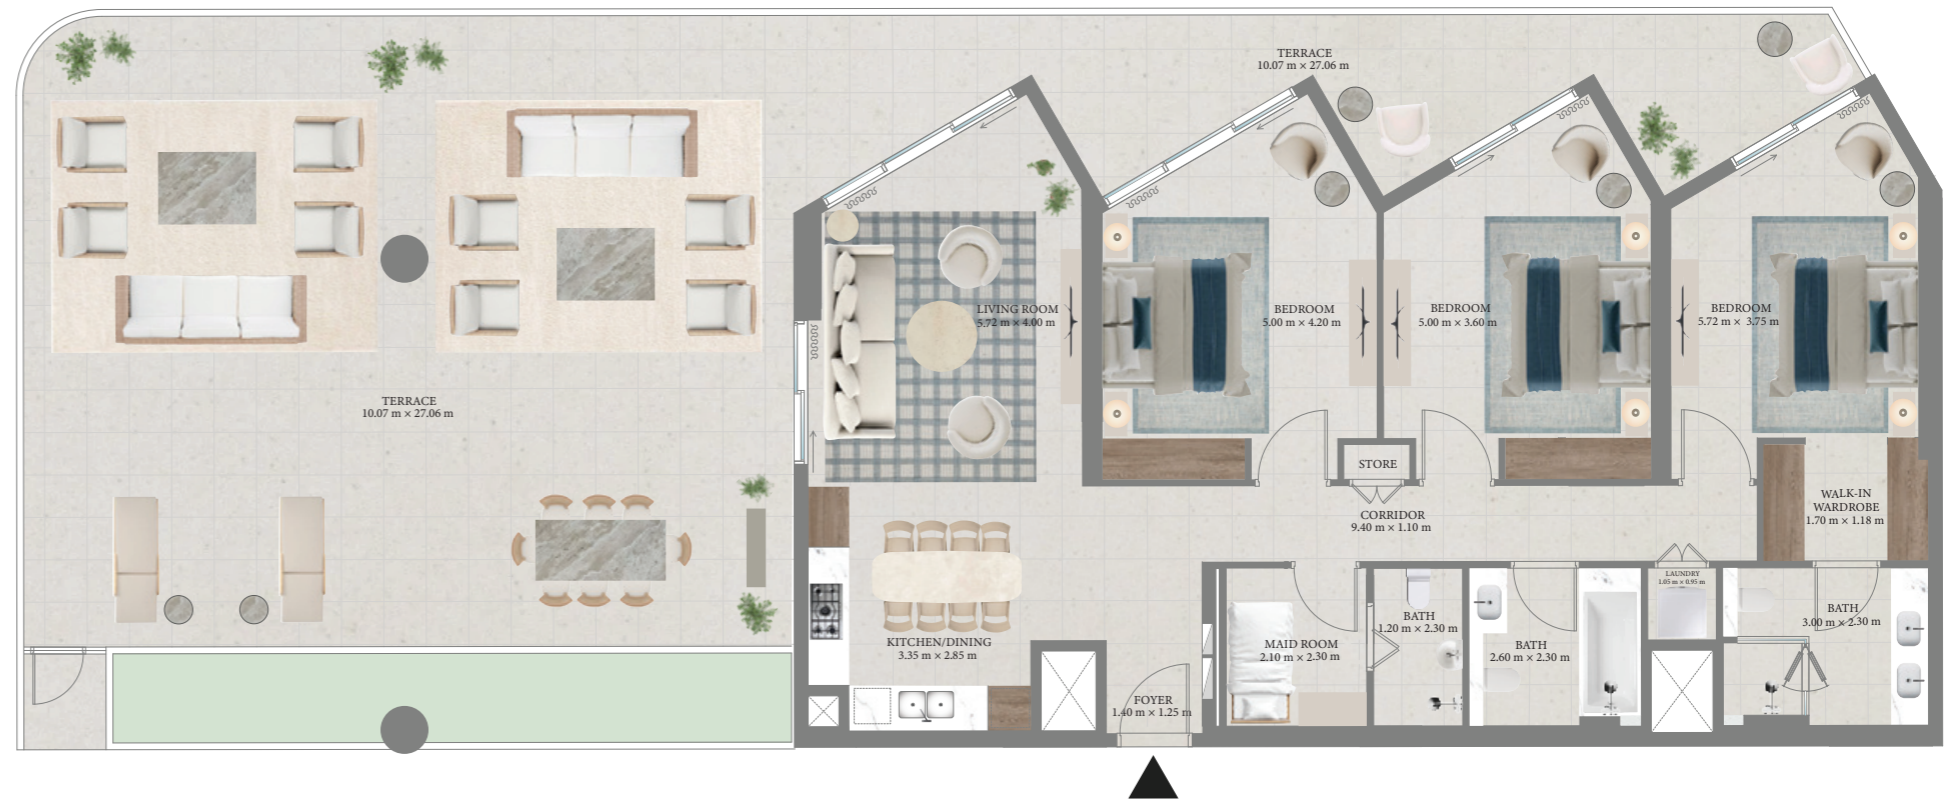 TERRACE
10.07 m × 27.06 m
LIVING ROOM
5.72 m × 4.00 m
BEDROOM
5.00 m × 4.20 m
BEDROOM
5.00 m × 3.60 m
BEDROOM
5.72 m × 3.75 m
TERRACE
10.07 m × 27.06 m
STORE
CORRIDOR
9.40 m × 1.10 m
WALK-IN
WARDROBE
1.70 m × 1.18 m
LAUNDRY
1.05 m × 0.95 m
KITCHEN/DINING
3.35 m × 2.85 m
MAID ROOM
2.10 m × 2.30 m
BATH
1.20 m × 2.30 m
BATH
2.60 m × 2.30 m
BATH
3.00 m × 2.30 m
FOYER
1.40 m × 1.25 m